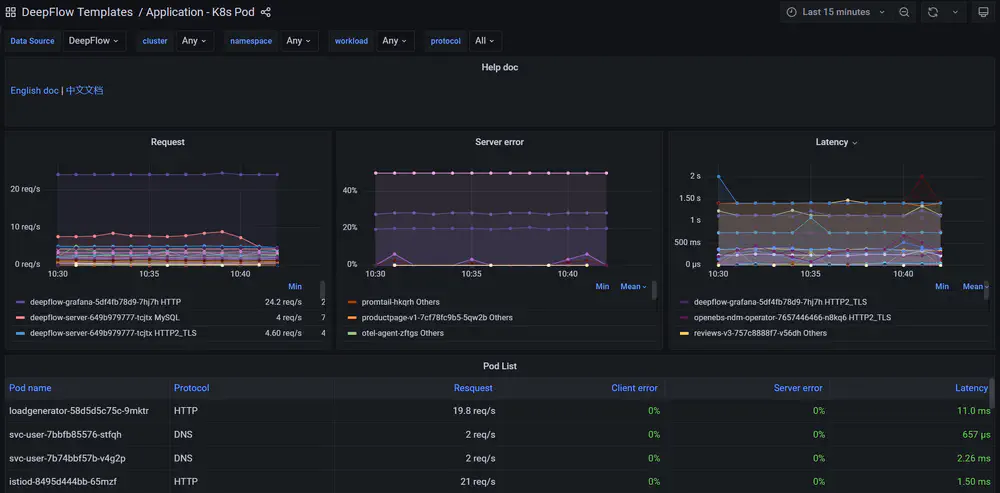 DeepFlow Templates / Application - K8s Pod
Last 15 minutes
Data Source DeepFlow cluster Any namespace Any workload Any protocol All
Help doc
English doc | 中文文档
Request
20 req/s
10 req/s
0 req/s
10:30 10:35 10:40
Min
deepflow-grafana-5df4fb78d9-7hj7h HTTP 24.2 req/s 2
deepflow-server-649b979777-tcjtx MySQL 4 req/s 7
deepflow-server-649b979777-tcjtx HTTP2_TLS 4.60 req/s 4
Server error
40%
20%
0%
10:30 10:35 10:40
Min Mean
promtail-hkqrh Others
productpage-v1-7cf78fc9b5-5qw2b Others
otel-agent-zftgs Others
Latency
2 s
1.50 s
1 s
500 ms
0 µs
10:30 10:35 10:40
Min Mean
deepflow-grafana-5df4fb78d9-7hj7h HTTP2_TLS
openebs-ndm-operator-7657446466-n8kq6 HTTP2_TLS
reviews-v3-757c8888f7-v56dh Others
Pod List
Pod name Protocol Resquest Client error Server error Latency
loadgenerator-58d5d5c75c-9mktr HTTP 19.8 req/s 0% 0% 11.0 ms
svc-user-7bbfb85576-stfqh DNS 2 req/s 0% 0% 657 µs
svc-user-7b74bbf57b-v4g2p DNS 2 req/s 0% 0% 2.26 ms
istiod-8495d444bb-65mzf HTTP 21 req/s 0% 0% 1.50 ms